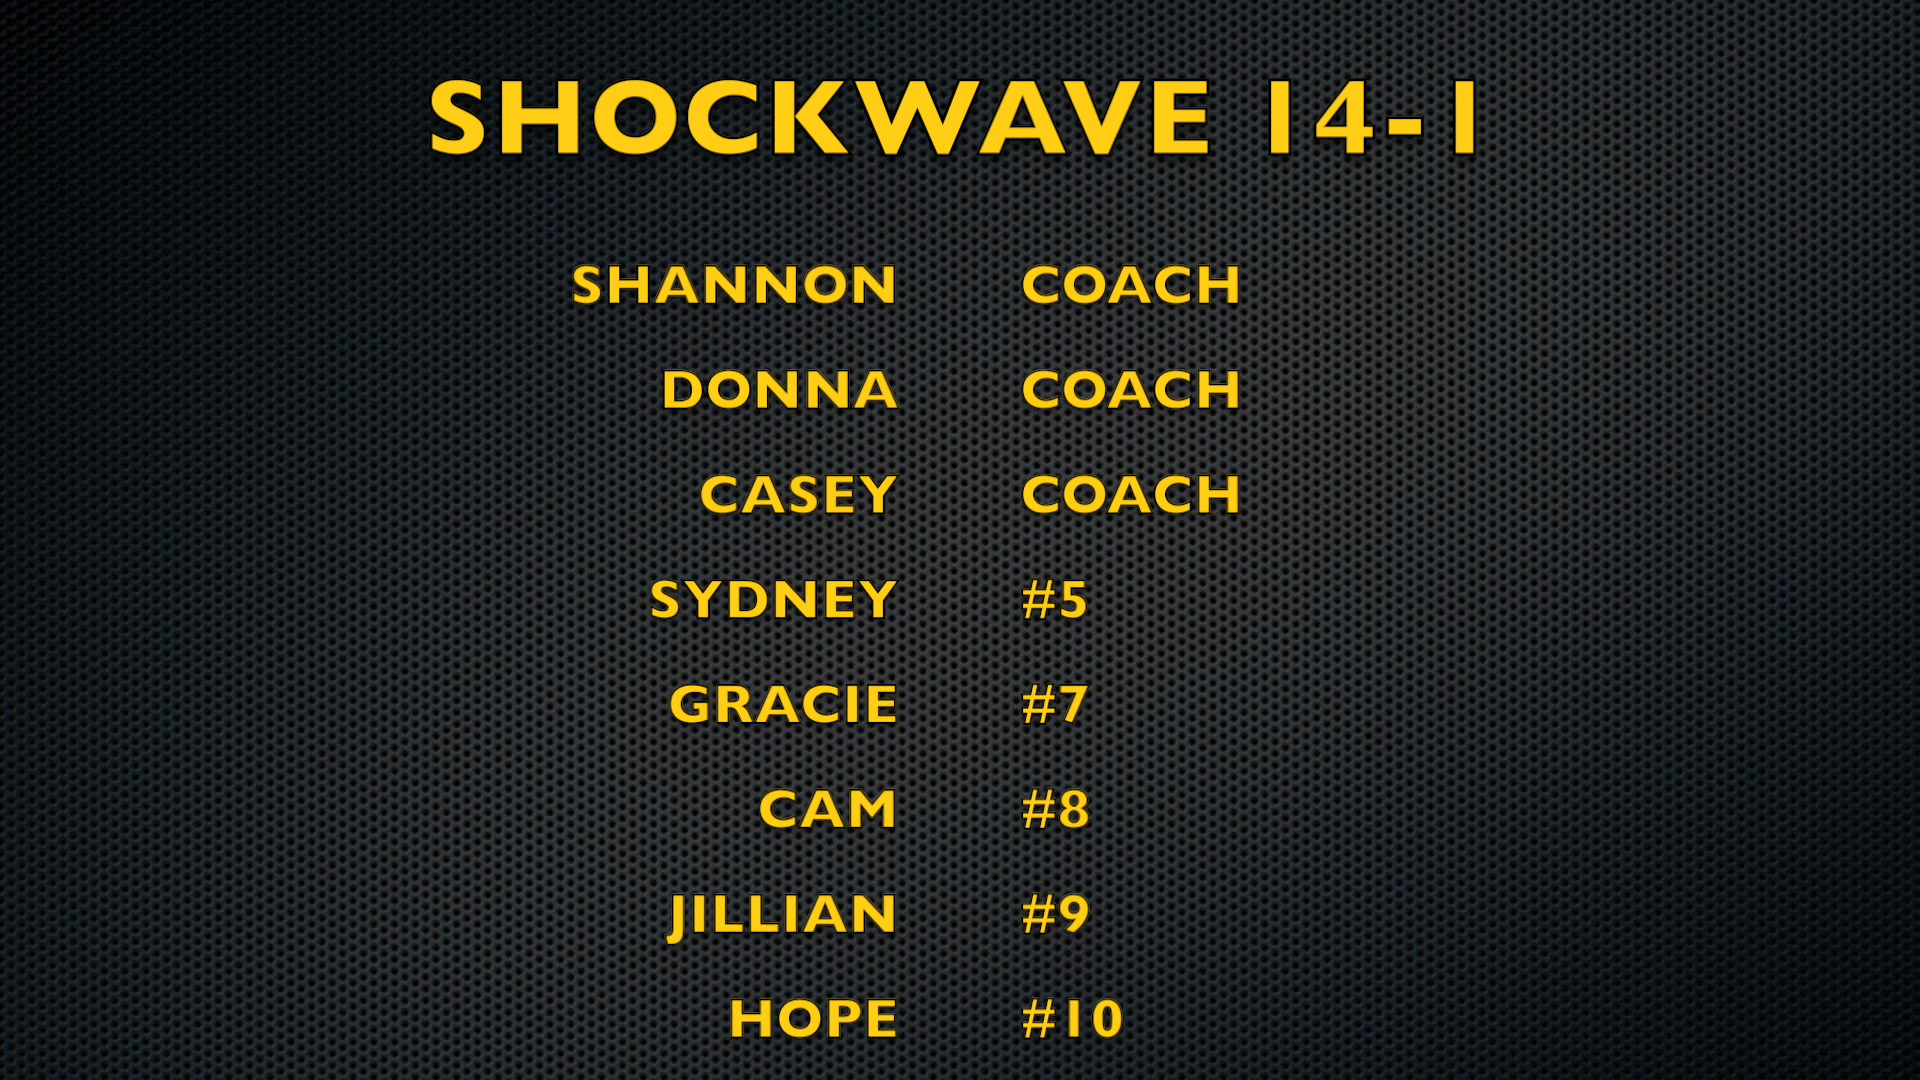 SHOCKWAVE 14-1
SHANNON COACH
DONNA COACH
CASEY COACH
SYDNEY #5
GRACIE #7
CAM #8
JILLIAN #9
HOPE #10